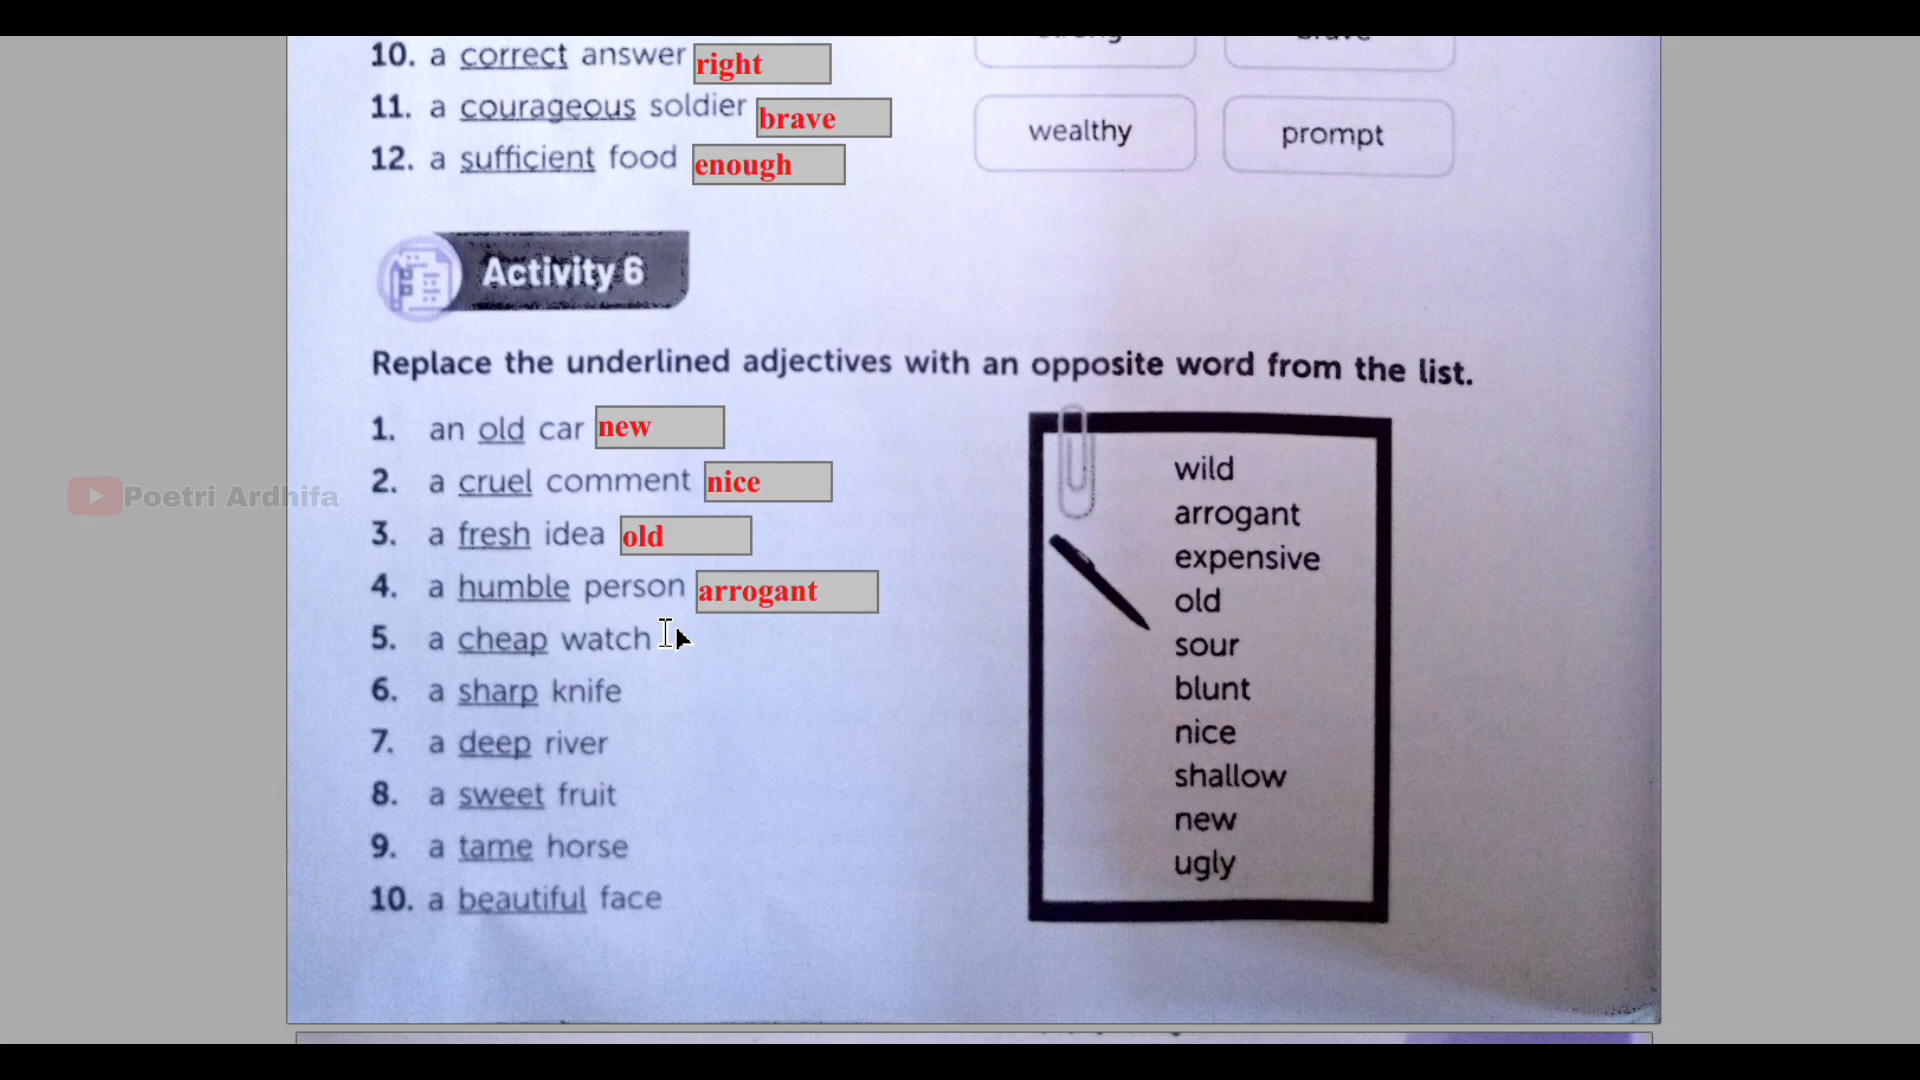 10. a correct answer right
11. a courageous soldier brave
12. a sufficient food enough
wealthy prompt
Activity 6
Replace the underlined adjectives with an opposite word from the list.
1. an old car new
2. a cruel comment nice
3. a fresh idea old
4. a humble person arrogant
5. a cheap watch
6. a sharp knife
7. a deep river
8. a sweet fruit
9. a tame horse
10. a beautiful face
wild
arrogant
expensive
old
sour
blunt
nice
shallow
new
ugly
Poetri Ardhifa